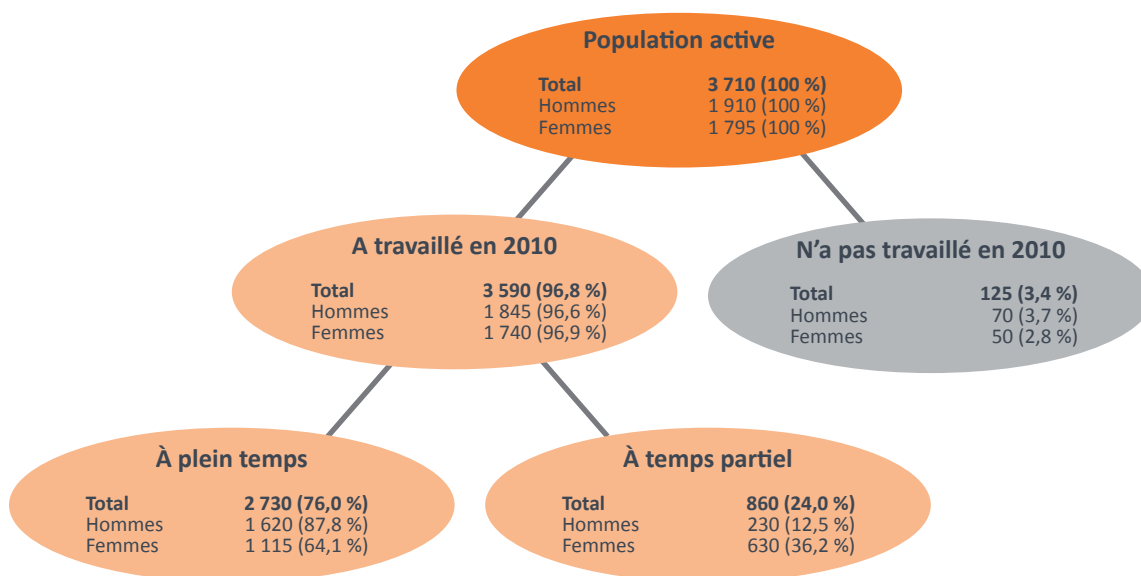 Population active
Total 3 710 (100 %)
Hommes 1 910 (100 %)
Femmes 1 795 (100 %)
A travaillé en 2010
Total 3 590 (96,8 %)
Hommes 1 845 (96,6 %)
Femmes 1 740 (96,9 %)
N'a pas travaillé en 2010
Total 125 (3,4 %)
Hommes 70 (3,7 %)
Femmes 50 (2,8 %)
À plein temps
Total 2 730 (76,0 %)
Hommes 1 620 (87,8 %)
Femmes 1 115 (64,1 %)
À temps partiel
Total 860 (24,0 %)
Hommes 230 (12,5 %)
Femmes 630 (36,2 %)